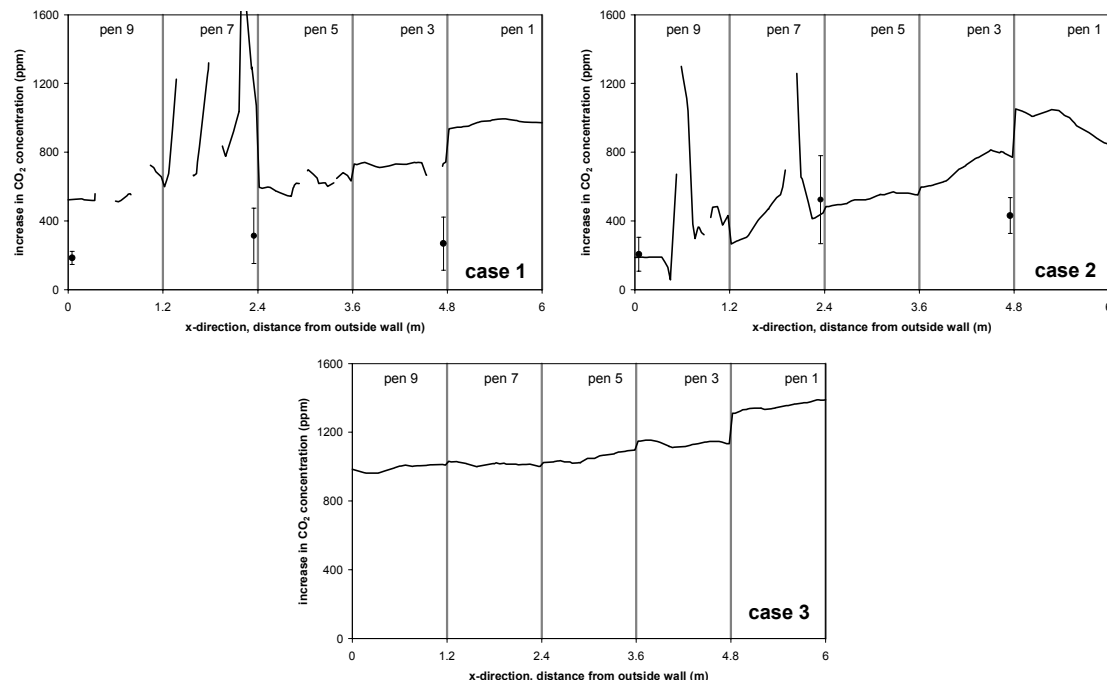 1600
1200
800
400
0
increase in CO₂ concentration (ppm)
pen 9
pen 7
pen 5
pen 3
pen 1
case 1
0
1.2
2.4
3.6
4.8
6
x-direction, distance from outside wall (m)
1600
1200
800
400
0
increase in CO₂ concentration (ppm)
pen 9
pen 7
pen 5
pen 3
pen 1
case 2
0
1.2
2.4
3.6
4.8
6
x-direction, distance from outside wall (m)
1600
1200
800
400
0
increase in CO₂ concentration (ppm)
pen 9
pen 7
pen 5
pen 3
pen 1
case 3
0
1.2
2.4
3.6
4.8
6
x-direction, distance from outside wall (m)